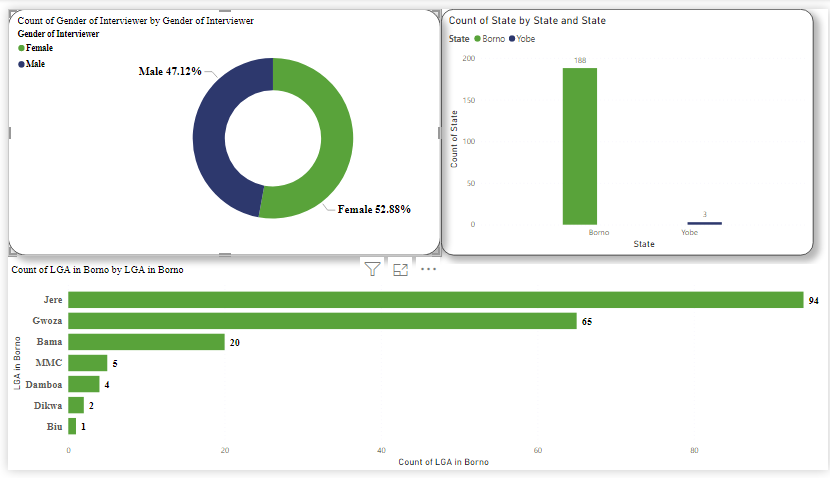 Count of Gender of Interviewer by Gender of Interviewer
Gender of Interviewer
Female
Male
Male 47.12%
Female 52.88%
Count of State by State and State
State Borno Yobe
200
150
100
50
0
Count of State
188
3
Borno Yobe
State
Count of LGA in Borno by LGA in Borno
LGA in Borno
Jere 94
Gwoza 65
Bama 20
MMC 5
Damboa 4
Dikwa 2
Biu 1
0 20 40 60 80
Count of LGA in Borno